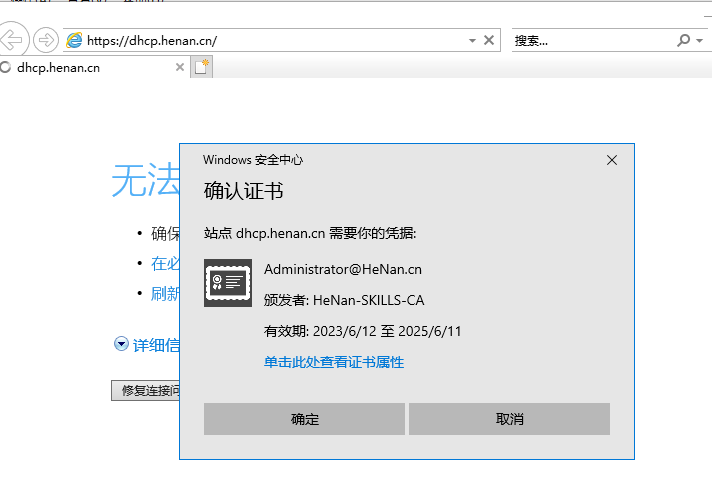 https://dhcp.henan.cn/
搜索...
dhcp.henan.cn
无法
• 确保
• 在必
• 刷新
详细信
修复连接问
Windows 安全中心
确认证书
站点 dhcp.henan.cn 需要你的凭据:
Administrator@HeNan.cn
颁发者: HeNan-SKILLS-CA
有效期: 2023/6/12 至 2025/6/11
单击此处查看证书属性
确定
取消